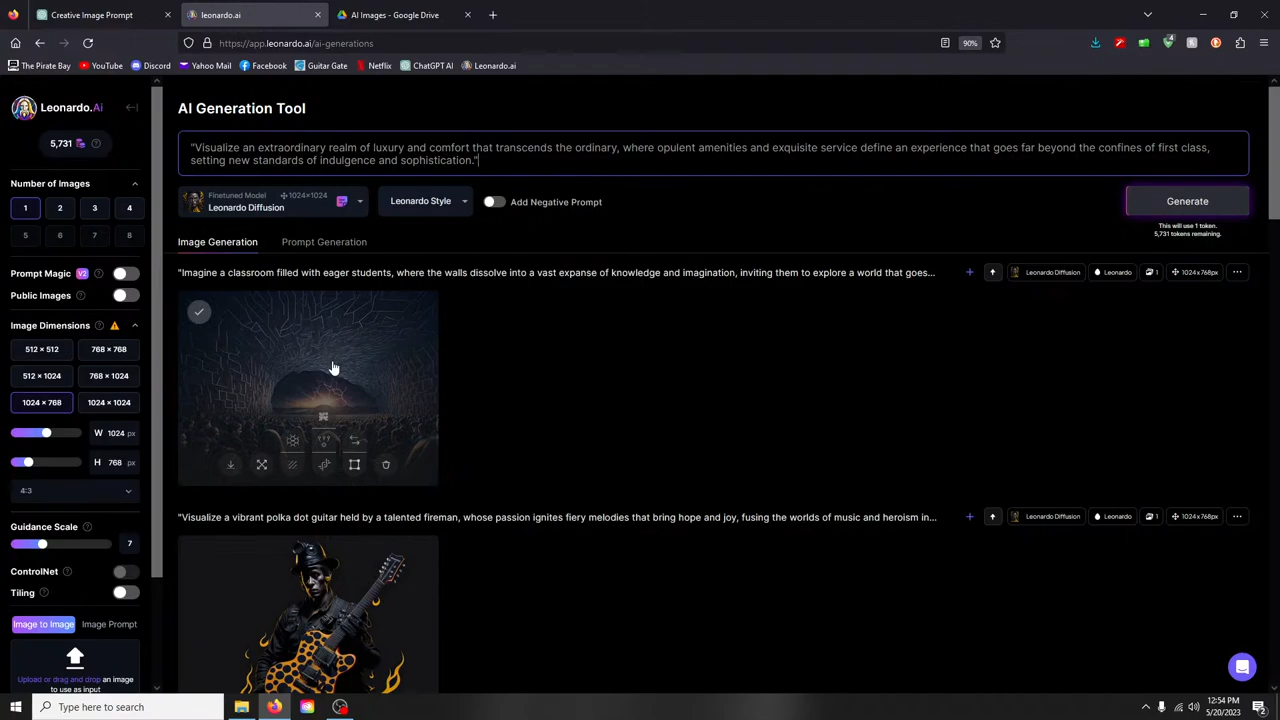 Creative Image Prompt
leonardo.ai
AI Images - Google Drive
https://app.leonardo.ai/ai-generations
90%
The Pirate Bay
YouTube
Discord
Yahoo Mail
Facebook
Guitar Gate
Netflix
ChatGPT AI
Leonardo.ai
Leonardo.Ai
5,731
Number of Images
1 2 3 4
5 6 7 8
Prompt Magic V2
Public Images
Image Dimensions
512 × 512 768 × 768
512 × 1024 768 × 1024
1024 × 768 1024 × 1024
W 1024 px
H 768 px
4:3
Guidance Scale
7
ControlNet
Tiling
Image to Image Image Prompt
Upload or drag and drop an image
to use as input
AI Generation Tool
"Visualize an extraordinary realm of luxury and comfort that transcends the ordinary, where opulent amenities and exquisite service define an experience that goes far beyond the confines of first class,
setting new standards of indulgence and sophistication."
Finetuned Model 1024×1024
Leonardo Diffusion
Leonardo Style
Add Negative Prompt
Generate
This will use 1 token.
5,731 tokens remaining.
Image Generation Prompt Generation
"Imagine a classroom filled with eager students, where the walls dissolve into a vast expanse of knowledge and imagination, inviting them to explore a world that goes...
Leonardo Diffusion Leonardo 1 1024x768px
"Visualize a vibrant polka dot guitar held by a talented fireman, whose passion ignites fiery melodies that bring hope and joy, fusing the worlds of music and heroism in...
Leonardo Diffusion Leonardo 1 1024x768px
Type here to search
12:54 PM
5/20/2023
2